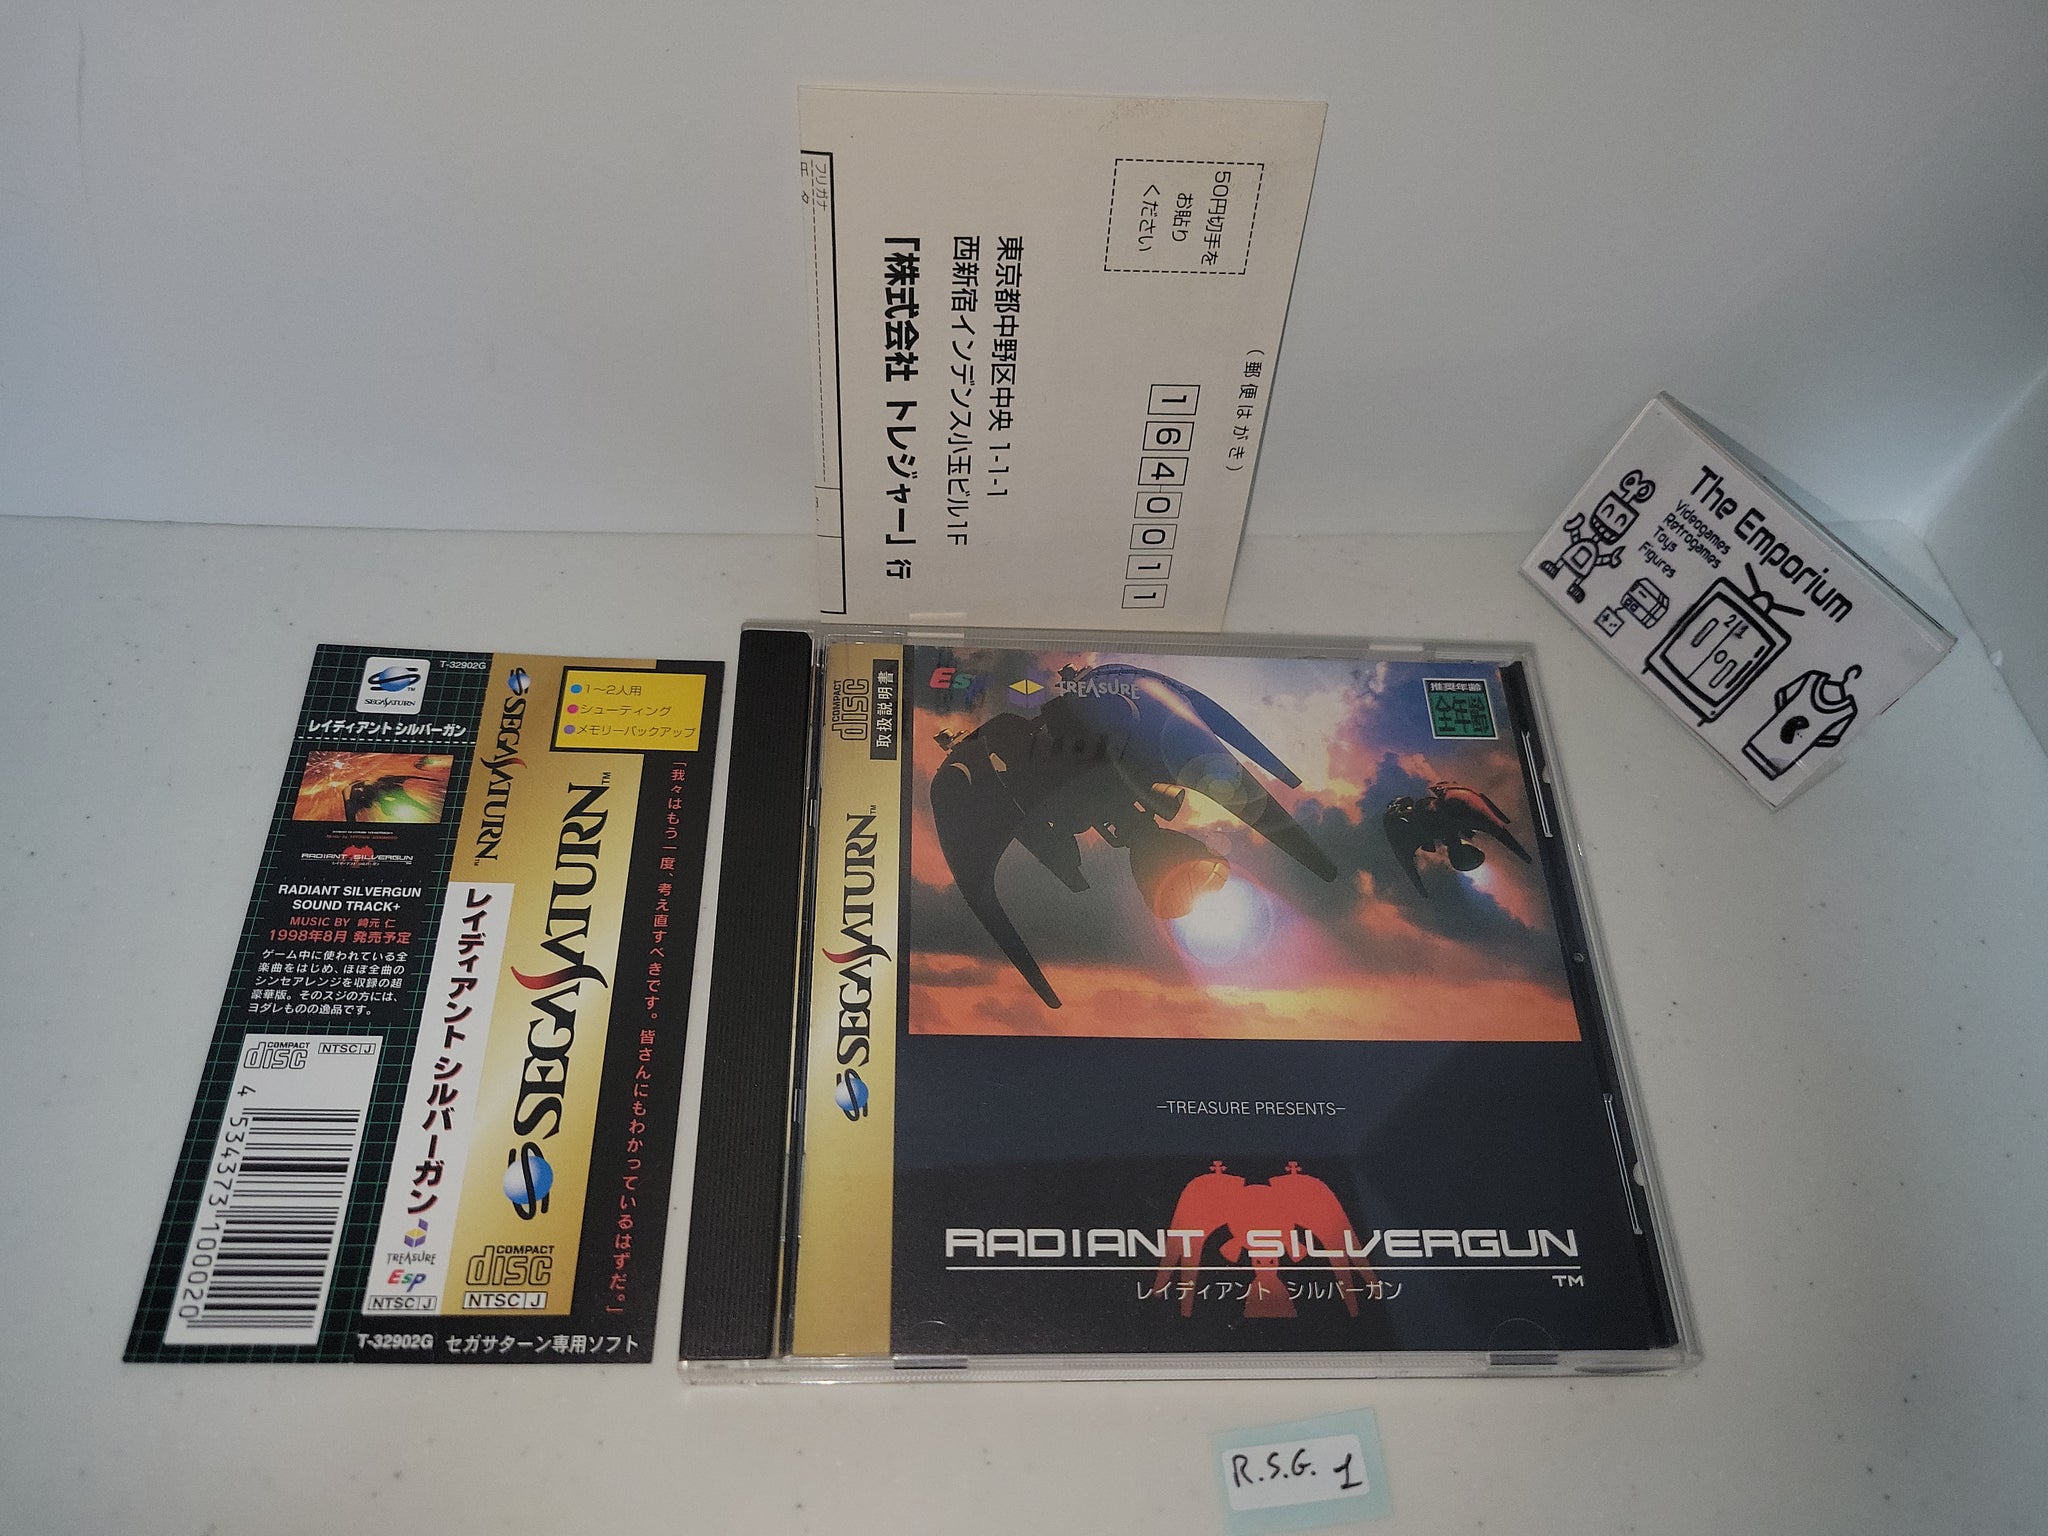 50円切手を
お貼り
ください
(郵便はがき)
1640011
東京都中野区中央1-1-1
西新宿インデンス小玉ビル1F
「株式会社 トレジャー」行
フリガナ
The Emporium
Videogames
Retrogames
Toys
Figures
21
T-32902G
SEGASATURN
レイディアント シルバーガン
RADIANT SILVERGUN
RADIANT SILVERGUN
SOUND TRACK+
MUSIC BY 崎元 仁
1998年8月 発売予定
ゲーム中に使われている全
楽曲をはじめ、ほぼ全曲の
シンセアレンジを収録の超
豪華版。そのスジの方には、
ヨダレものの逸品です。
COMPACT
disc
NTSC J
4 534373 100020
SEGASATURN™
レイディアント シルバーガン
TREASURE
Esp
NTSC J
1〜2人用
シューティング
メモリーバックアップ
SEGASATURN™
COMPACT
disc
NTSC J
「我々はもう一度、考え直すべきです。皆さんにもわかっているはずだ。」
T-32902G セガサターン専用ソフト
COMPACT
disc
取扱説明書
SEGASATURN™
Esp
TREASURE
推奨年齢
–TREASURE PRESENTS–
RADIANT SILVERGUN™
レイディアント シルバーガン
R.S.G. 1